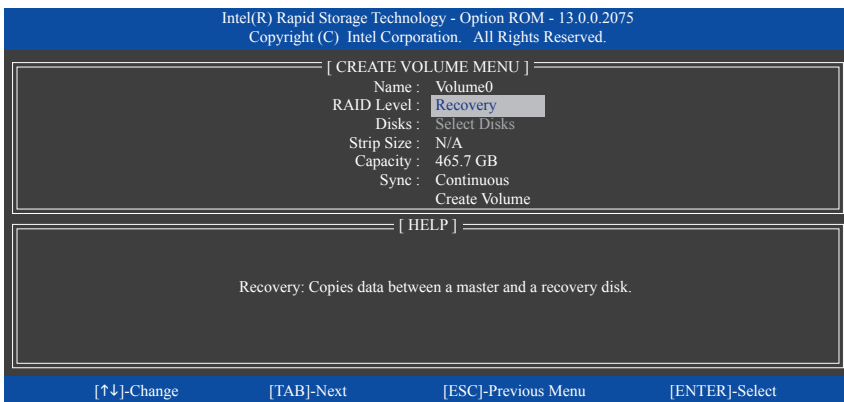 Intel(R) Rapid Storage Technology - Option ROM - 13.0.0.2075
Copyright (C) Intel Corporation. All Rights Reserved.
[ CREATE VOLUME MENU ]
Name : Volume0
RAID Level : Recovery
Disks : Select Disks
Strip Size : N/A
Capacity : 465.7 GB
Sync : Continuous
Create Volume
[ HELP ]
Recovery: Copies data between a master and a recovery disk.
[↑↓]-Change [TAB]-Next [ESC]-Previous Menu [ENTER]-Select